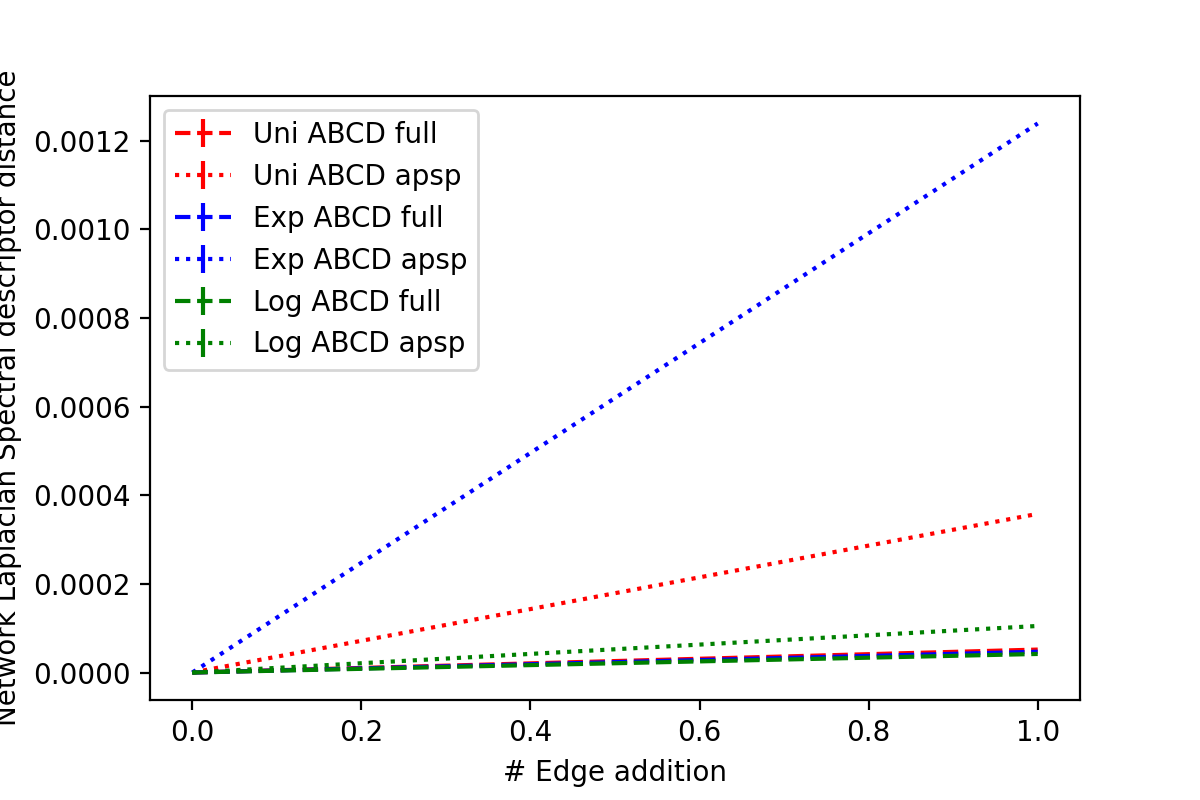 Network Laplacian Spectral descriptor distance
0.0012
0.0010
0.0008
0.0006
0.0004
0.0002
0.0000
Uni ABCD full
Uni ABCD apsp
Exp ABCD full
Exp ABCD apsp
Log ABCD full
Log ABCD apsp
0.0 0.2 0.4 0.6 0.8 1.0
# Edge addition